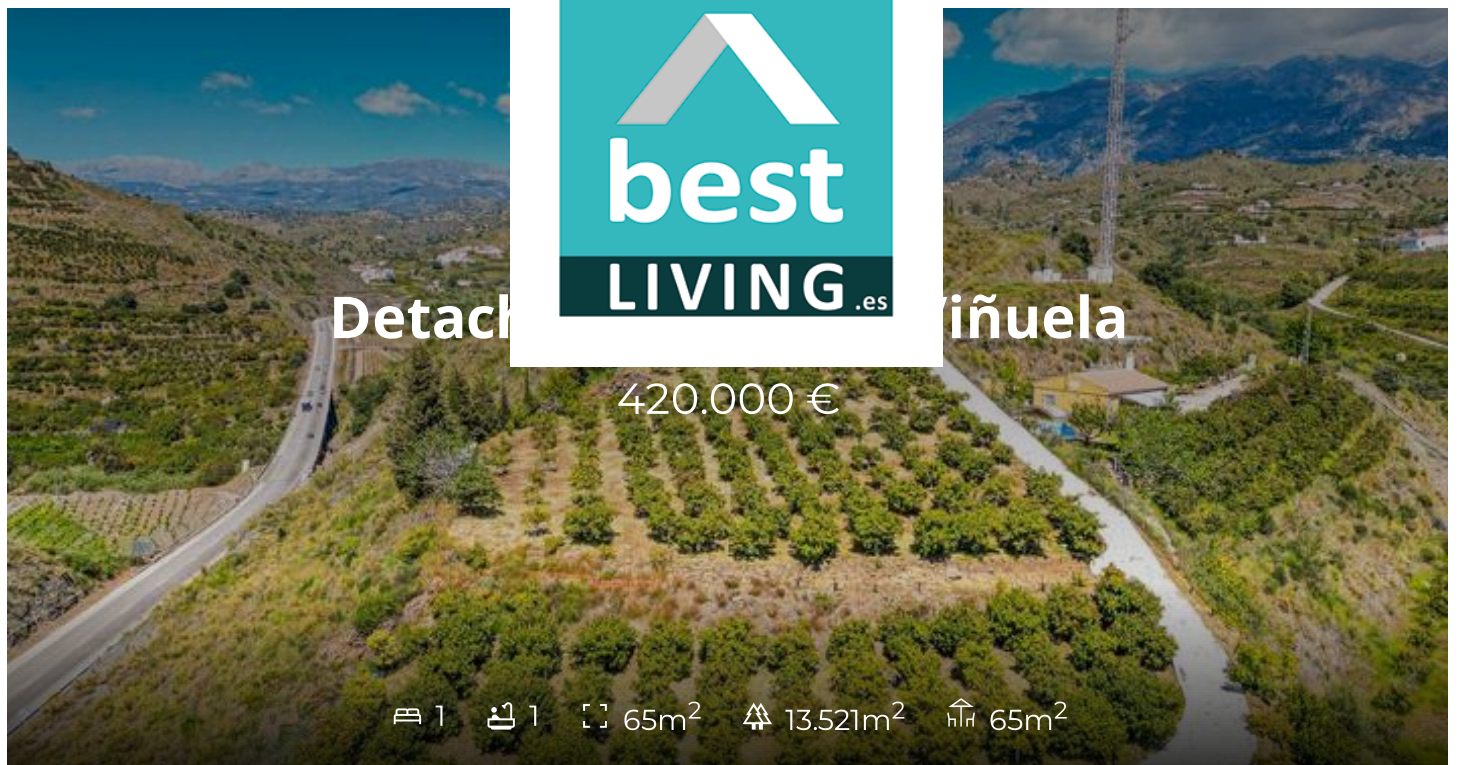 best
LIVING.es
Detach iñuela
420.000 €
1 1 65m² 13.521m² 65m²